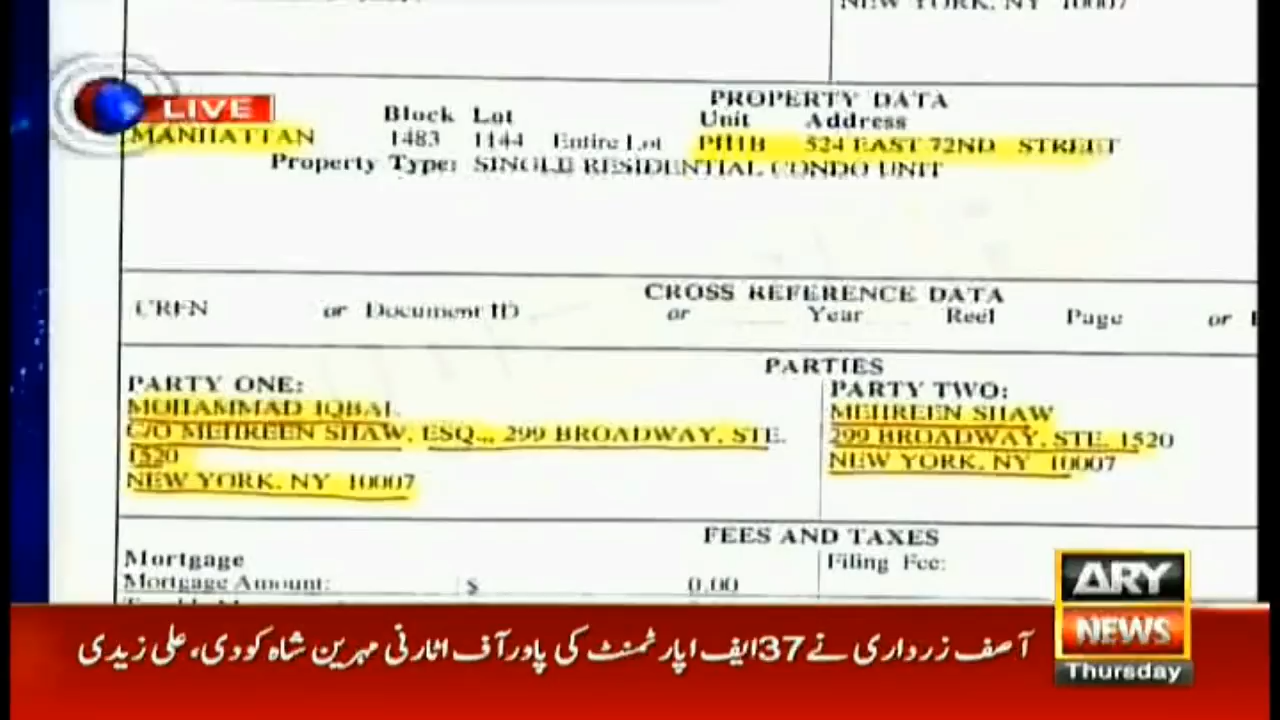 NEW YORK, NY 10007
LIVE
PROPERTY DATA
Block Lot Unit Address
MANHATTAN 1483 1144 Entire Lot PH1B 524 EAST 72ND STREET
Property Type: SINGLE RESIDENTIAL CONDO UNIT
CROSS REFERENCE DATA
CRFN or Document ID or Year Reel Page or
PARTIES
PARTY ONE:
MOHAMMAD IQBAL
C/O MEHREEN SHAW, ESQ., 299 BROADWAY, STE.
1520
NEW YORK, NY 10007
PARTY TWO:
MEHREEN SHAW
299 BROADWAY, STE. 1520
NEW YORK, NY 10007
FEES AND TAXES
Mortgage
Mortgage Amount: $ 0.00
Filing Fee:
ARY
NEWS
Thursday
آصف زرداری نے 37ایف اپارٹمنٹ کی پاور آف اٹارنی مہرین شاہ کو دی، علی زیدی